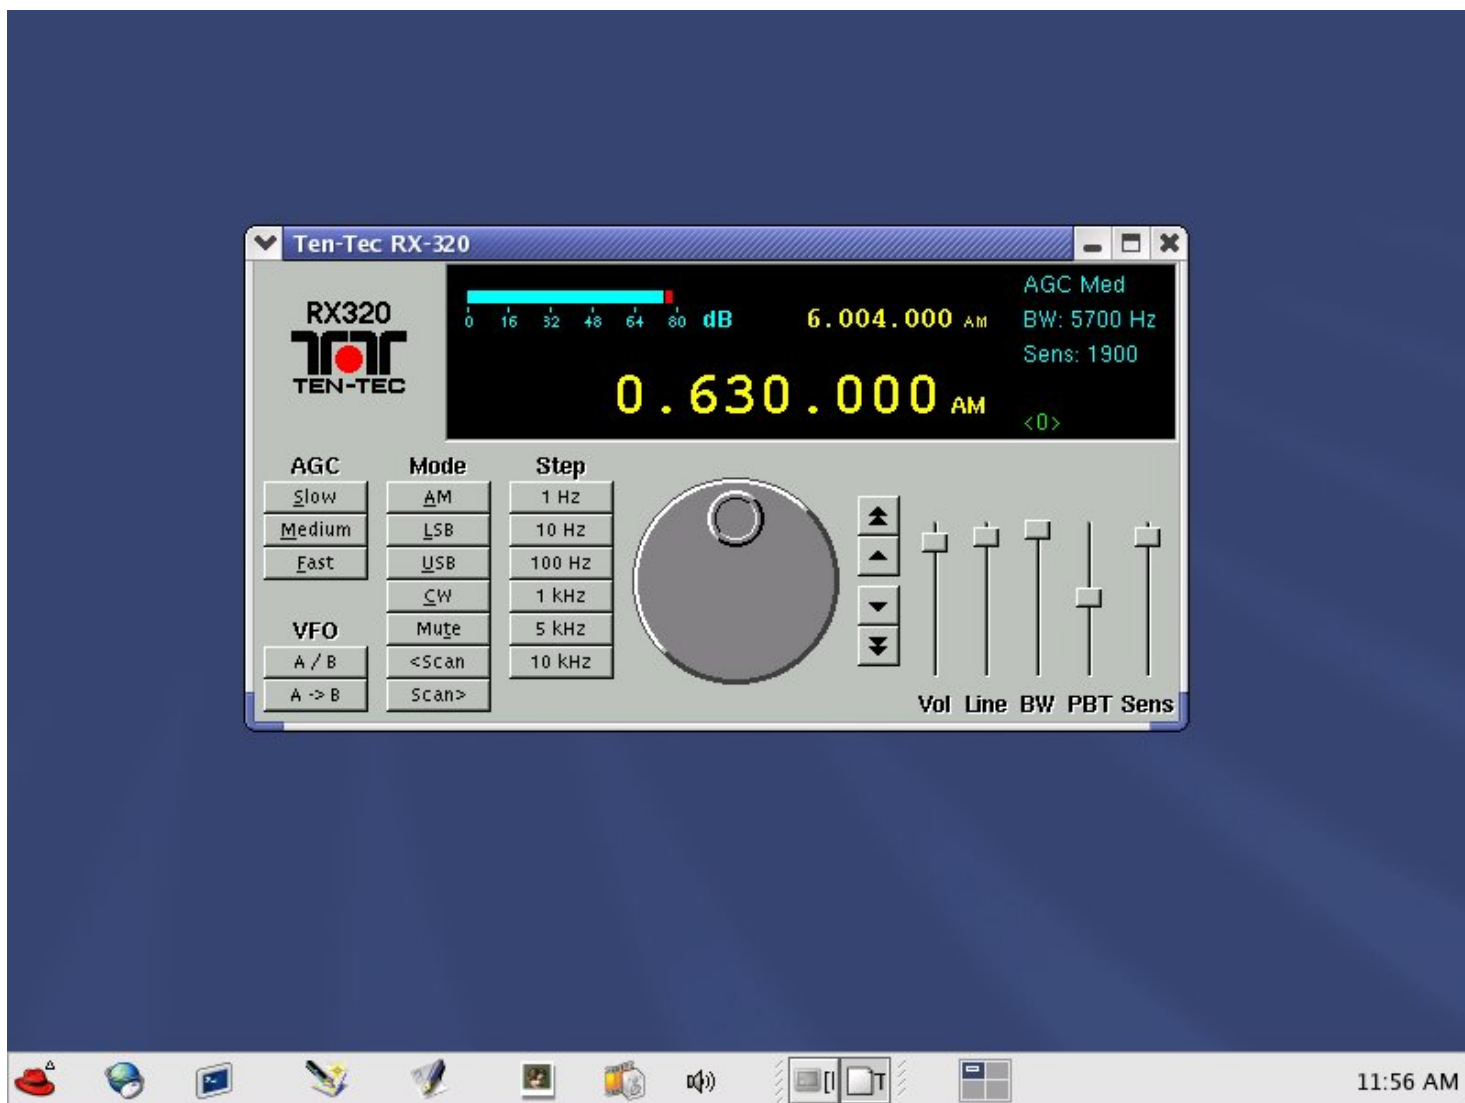 Ten-Tec RX-320
RX320
TEN-TEC
0 16 32 48 64 80 dB
6.004.000 AM
0.630.000 AM
AGC Med
BW: 5700 Hz
Sens: 1900
<0>
AGC
Slow
Medium
Fast
VFO
A / B
A -> B
Mode
AM
LSB
USB
CW
Mute
<Scan
Scan>
Step
1 Hz
10 Hz
100 Hz
1 kHz
5 kHz
10 kHz
Vol Line BW PBT Sens
[I
T
11:56 AM